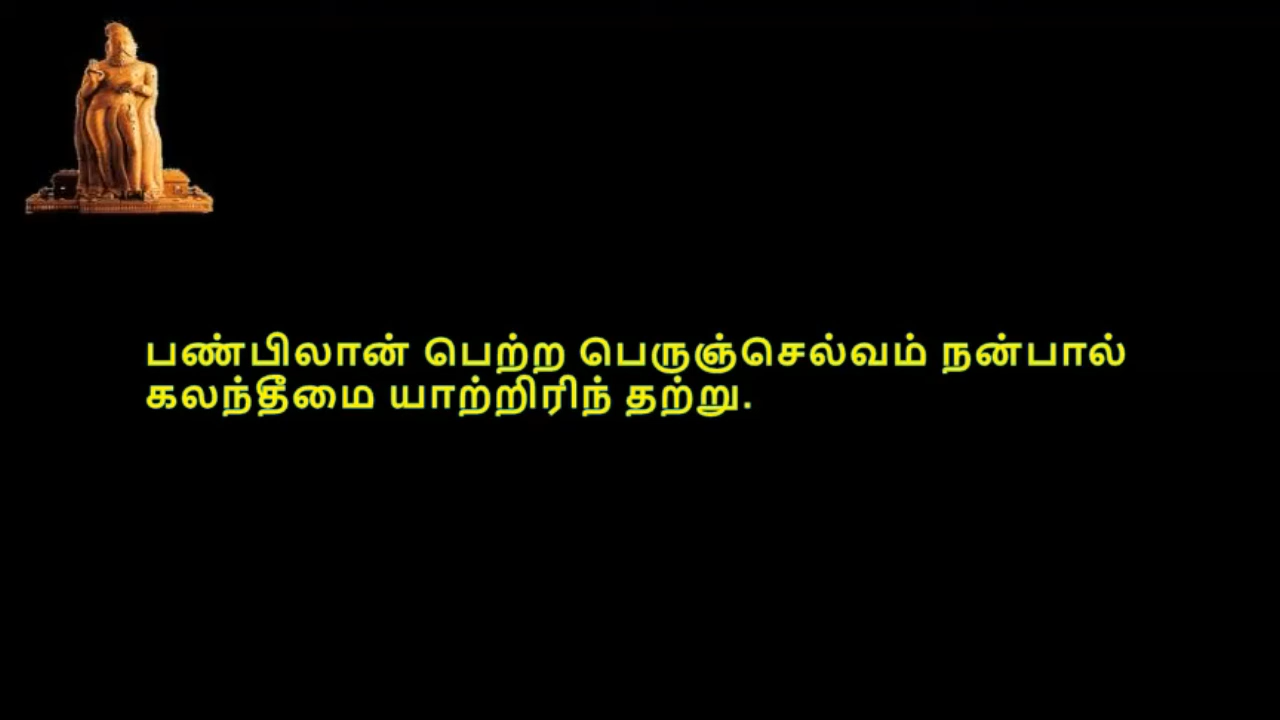 பண்பிலான் பெற்ற பெருஞ்செல்வம் நன்பால்
கலந்தீமை யாற்றிரிந் தற்று.